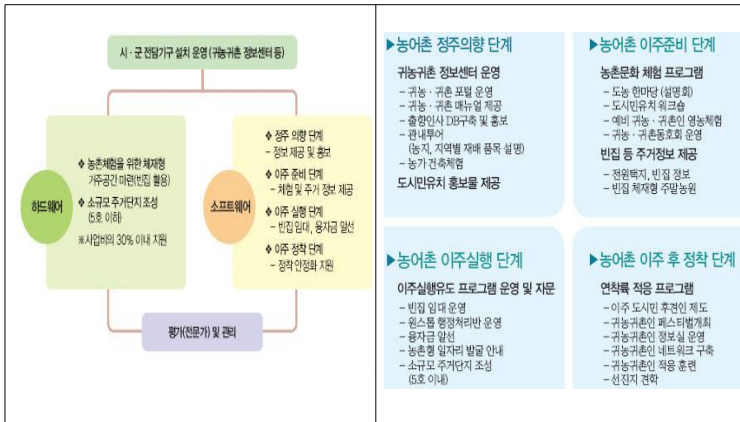 시·군 전담기구 설치 운영 (귀농귀촌 정보센터 등)
하드웨어
❖ 농촌체험을 위한 체재형
거주공간 마련(빈집 활용)
❖ 소규모 주거단지 조성
(5호 이하)
※사업비의 30% 이내 지원
소프트웨어
❖ 정주 의향 단계
– 정보 제공 및 홍보
❖ 이주 준비 단계
– 체험 및 주거 정보 제공
❖ 이주 실행 단계
– 빈집 임대, 융자금 알선
❖ 이주 정착 단계
– 정착 안정화 지원
평가(전문가) 및 관리
▶농어촌 정주의향 단계
귀농귀촌 정보센터 운영
– 귀농·귀촌 포털 운영
– 귀농·귀촌 매뉴얼 제공
– 출향인사 DB구축 및 홍보
– 관내투어
(농지, 지역별 재배 품목 설명)
– 농가 건축체험
도시민유치 홍보물 제공
▶농어촌 이주준비 단계
농촌문화 체험 프로그램
– 도농 한마당 (설명회)
– 도시민유치 워크숍
– 예비 귀농·귀촌인 영농체험
– 귀농·귀촌동호회 운영
빈집 등 주거정보 제공
– 전원택지, 빈집 정보
– 빈집 체재형 주말농원
▶농어촌 이주실행 단계
이주실행유도 프로그램 운영 및 자문
– 빈집 임대 운영
– 원스톱 행정처리반 운영
– 융자금 알선
– 농촌형 일자리 발굴 안내
– 소규모 주거단지 조성
(5호 이내)
▶농어촌 이주 후 정착 단계
연착륙 적응 프로그램
– 이주 도시민 후견인 제도
– 귀농귀촌인 페스티벌개최
– 귀농귀촌인 정보실 운영
– 귀농귀촌인 네트워크 구축
– 귀농귀촌인 적응 훈련
– 선진지 견학